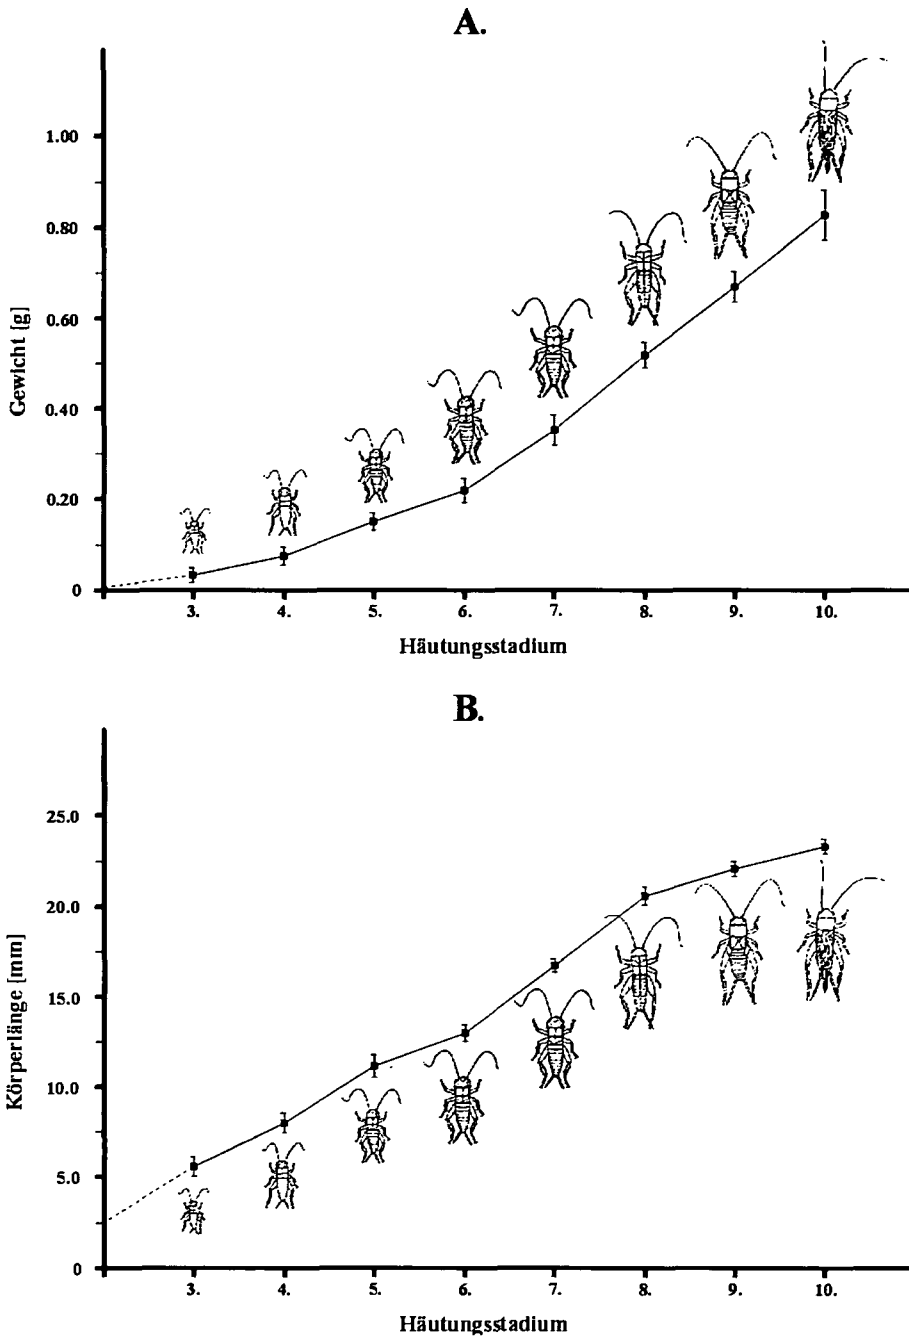 A.
1.00
0.80
0.60
0.40
0.20
0
Gewicht [g]
3. 4. 5. 6. 7. 8. 9. 10.
Häutungsstadium
B.
25.0
20.0
15.0
10.0
5.0
0
Körperlänge [mm]
3. 4. 5. 6. 7. 8. 9. 10.
Häutungsstadium